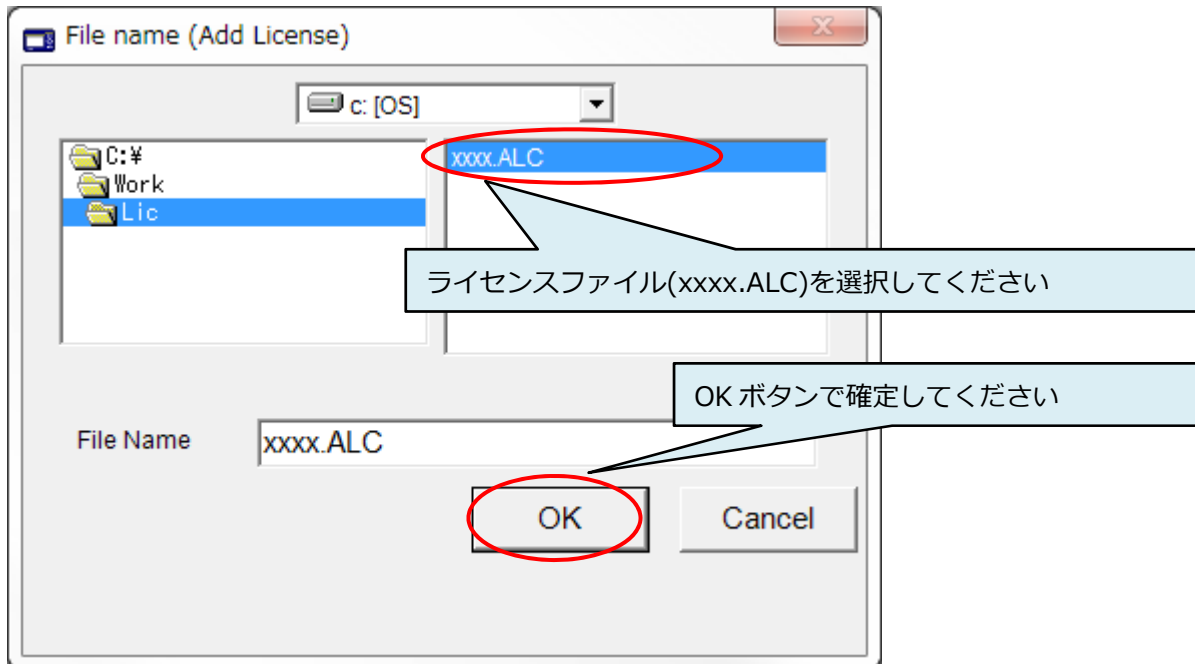 File name (Add License)
c: [OS]
C:¥
Work
Lic
xxxx.ALC
ライセンスファイル(xxxx.ALC)を選択してください
OK ボタンで確定してください
File Name
xxxx.ALC
OK
Cancel